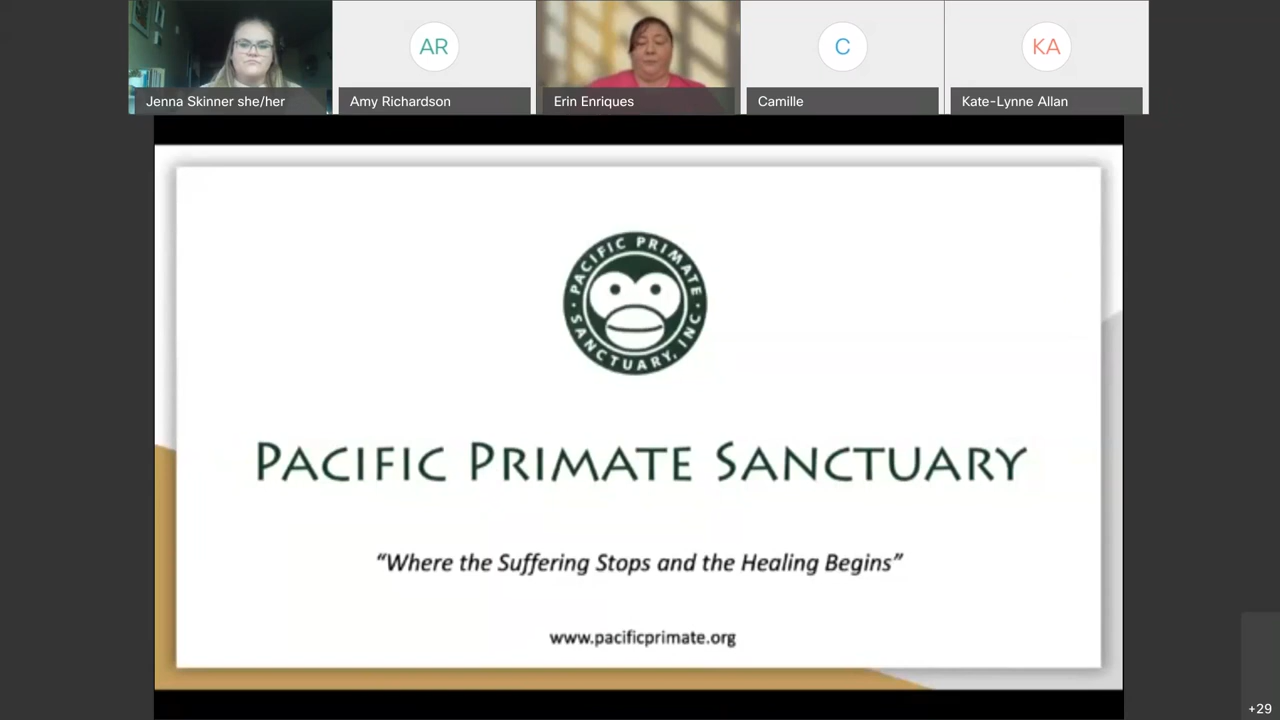 AR
C
KA
Jenna Skinner she/her
Amy Richardson
Erin Enriques
Camille
Kate-Lynne Allan
PACIFIC PRIMATE
SANCTUARY, INC.
PACIFIC PRIMATE SANCTUARY
“Where the Suffering Stops and the Healing Begins”
www.pacificprimate.org
+29